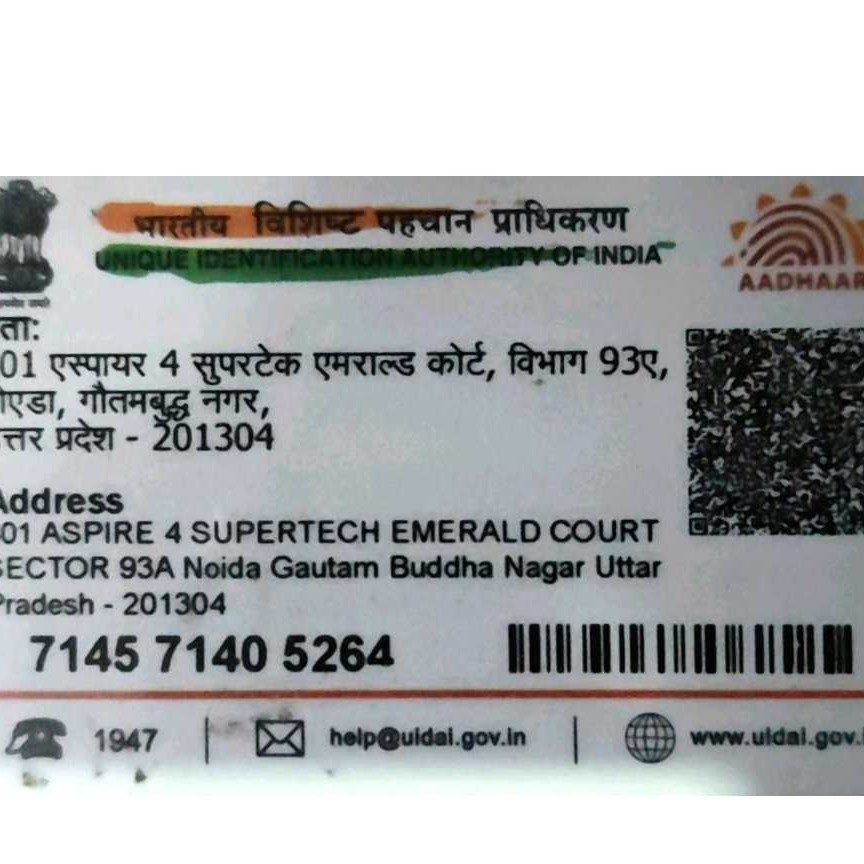 भारतीय विशिष्ट पहचान प्राधिकरण
UNIQUE IDENTIFICATION AUTHORITY OF INDIA
AADHAAR
ता:
01 एस्पायर 4 सुपरटेक एमराल्ड कोर्ट, विभाग 93ए,
ोएडा, गौतमबुद्ध नगर,
त्तर प्रदेश - 201304
Address
01 ASPIRE 4 SUPERTECH EMERALD COURT
SECTOR 93A Noida Gautam Buddha Nagar Uttar
Pradesh - 201304
7145 7140 5264
1947
help@uidai.gov.in
www.uidai.gov.i